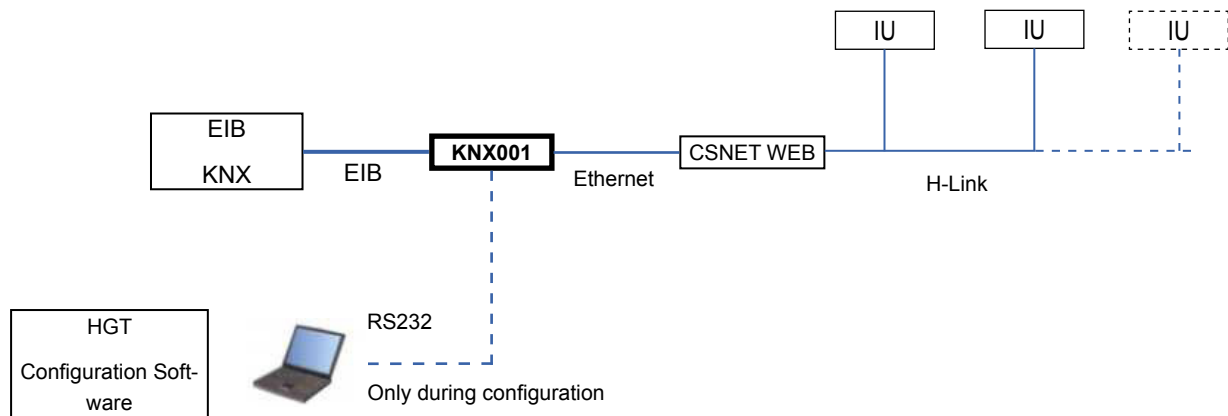 IU
IU
IU
EIB
KNX
EIB
KNX001
Ethernet
CSNET WEB
H-Link
HGT
Configuration Soft-
ware
RS232
Only during configuration